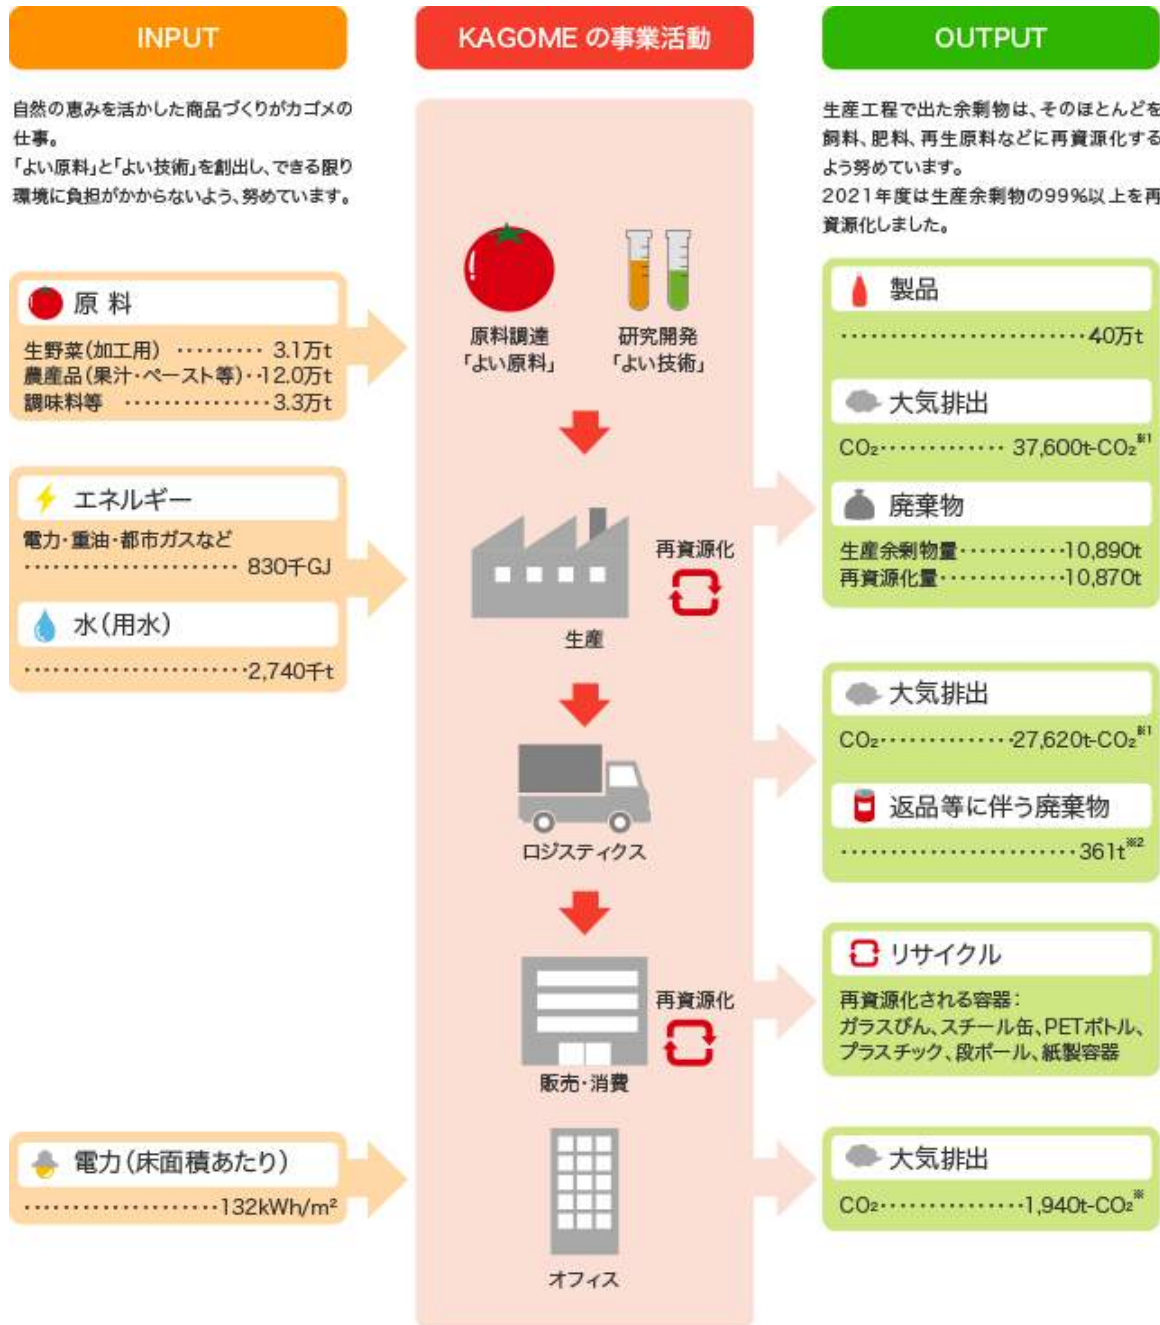 INPUT
KAGOME の事業活動
OUTPUT
自然の恵みを活かした商品づくりがカゴメの
仕事。
「よい原料」と「よい技術」を創出し、できる限り
環境に負担がかからないよう、努めています。
生産工程で出た余剰物は、そのほとんどを
飼料、肥料、再生原料などに再資源化する
よう努めています。
2021年度は生産余剰物の99%以上を再
資源化しました。
原 料
生野菜(加工用) ········· 3.1万t
農産品(果汁・ペースト等)··12.0万t
調味料等 ···············3.3万t
エネルギー
電力・重油・都市ガスなど
······················ 830千GJ
水(用水)
·······················2,740千t
電力(床面積あたり)
····················132kWh/m²
原料調達
「よい原料」
研究開発
「よい技術」
再資源化
生産
ロジスティクス
再資源化
販売・消費
オフィス
製品
·························40万t
大気排出
CO₂············· 37,600t-CO₂※1
廃棄物
生産余剰物量···········10,890t
再資源化量·············10,870t
大気排出
CO₂··············27,620t-CO₂※1
返品等に伴う廃棄物
························361t※2
リサイクル
再資源化される容器：
ガラスびん、スチール缶、PETボトル、
プラスチック、段ボール、紙製容器
大気排出
CO₂···············1,940t-CO₂※